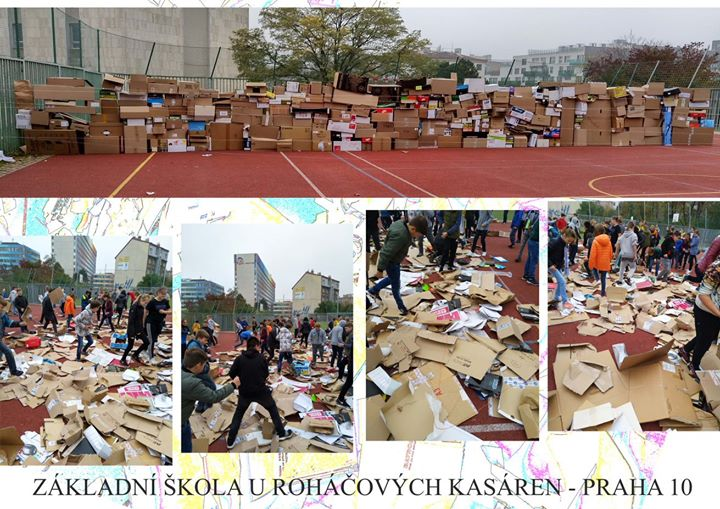 ZÁKLADNÍ ŠKOLA U ROHÁČOVÝCH KASÁREN - PRAHA 10